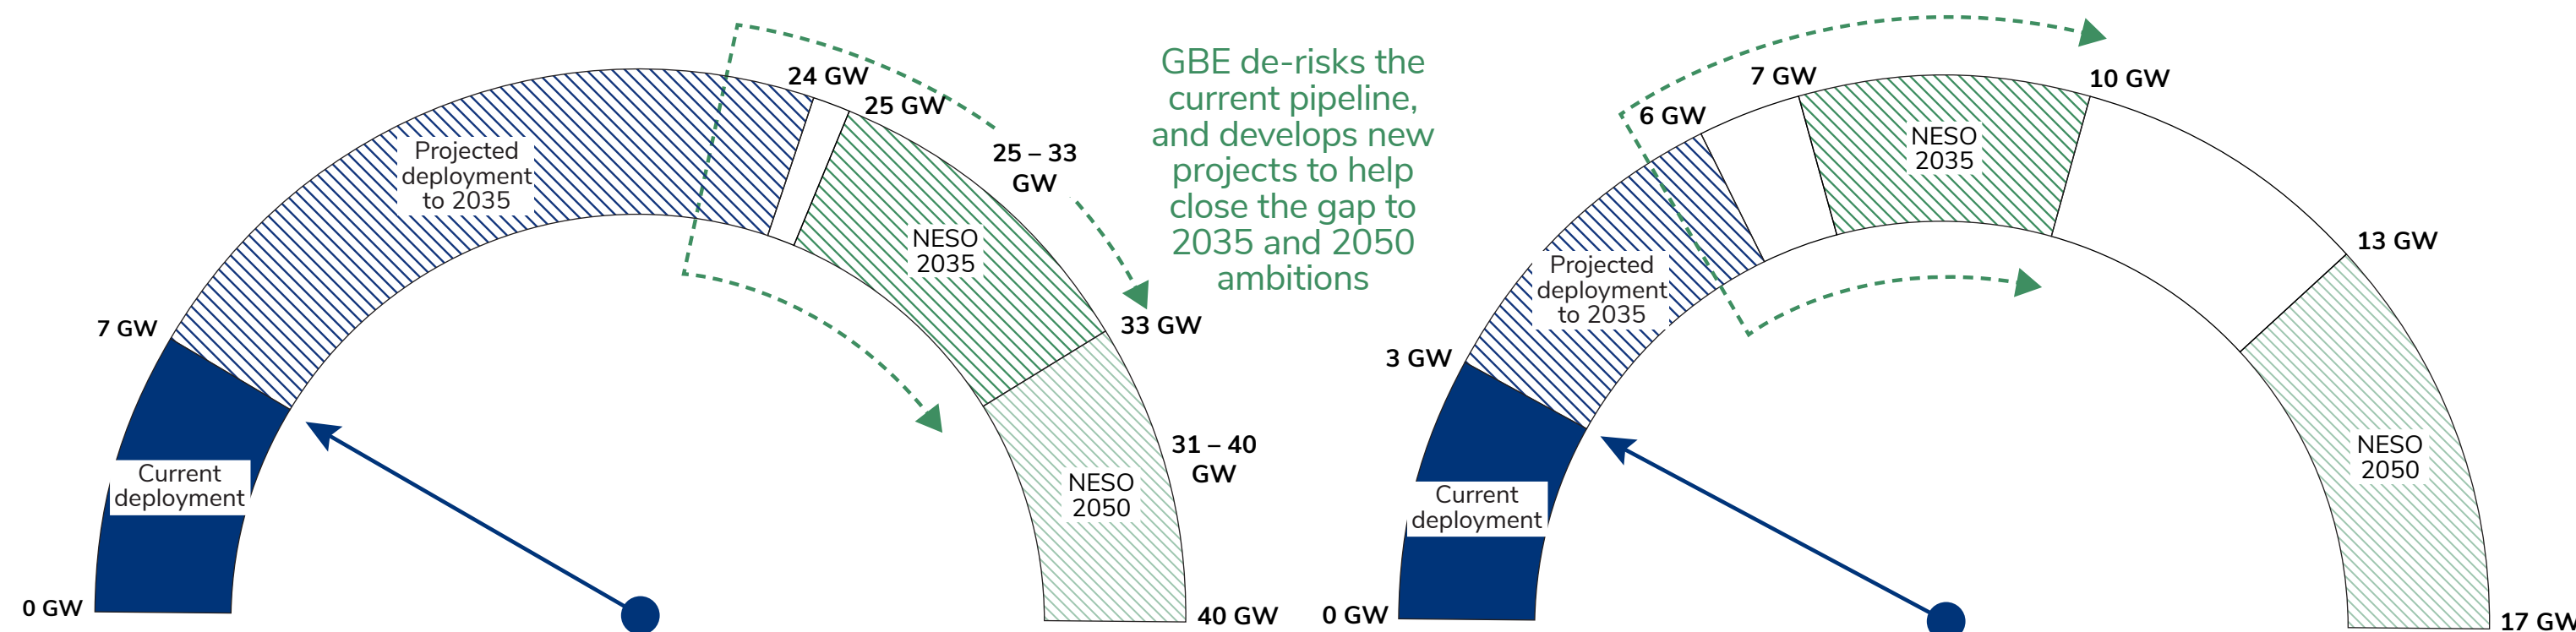 24 GW
25 GW
25 – 33
GW
Projected
deployment
to 2035
NESO
2035
7 GW
33 GW
Current
deployment
NESO
2050
31 – 40
GW
0 GW
40 GW
GBE de-risks the
current pipeline,
and develops new
projects to help
close the gap to
2035 and 2050
ambitions
7 GW
10 GW
6 GW
NESO
2035
13 GW
Projected
deployment
to 2035
3 GW
NESO
2050
Current
deployment
0 GW
17 GW